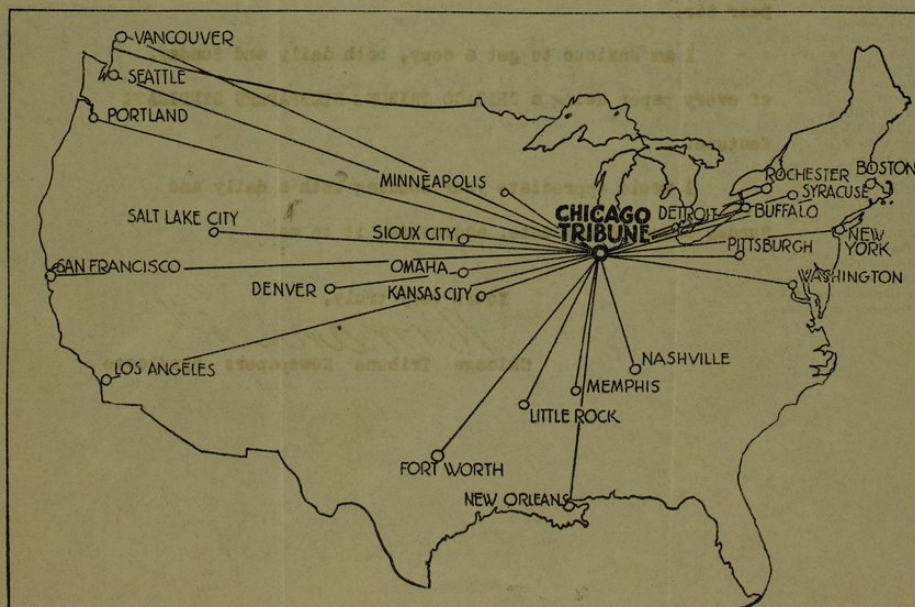 VANCOUVER
SEATTLE
PORTLAND
MINNEAPOLIS
ROCHESTER
BOSTON
SYRACUSE
CHICAGO
TRIBUNE
DETROIT
BUFFALO
SALT LAKE CITY
SIOUX CITY
NEW
YORK
PITTSBURGH
SAN FRANCISCO
OMAHA
WASHINGTON
DENVER
KANSAS CITY
LOS ANGELES
NASHVILLE
MEMPHIS
LITTLE ROCK
FORT WORTH
NEW ORLEANS